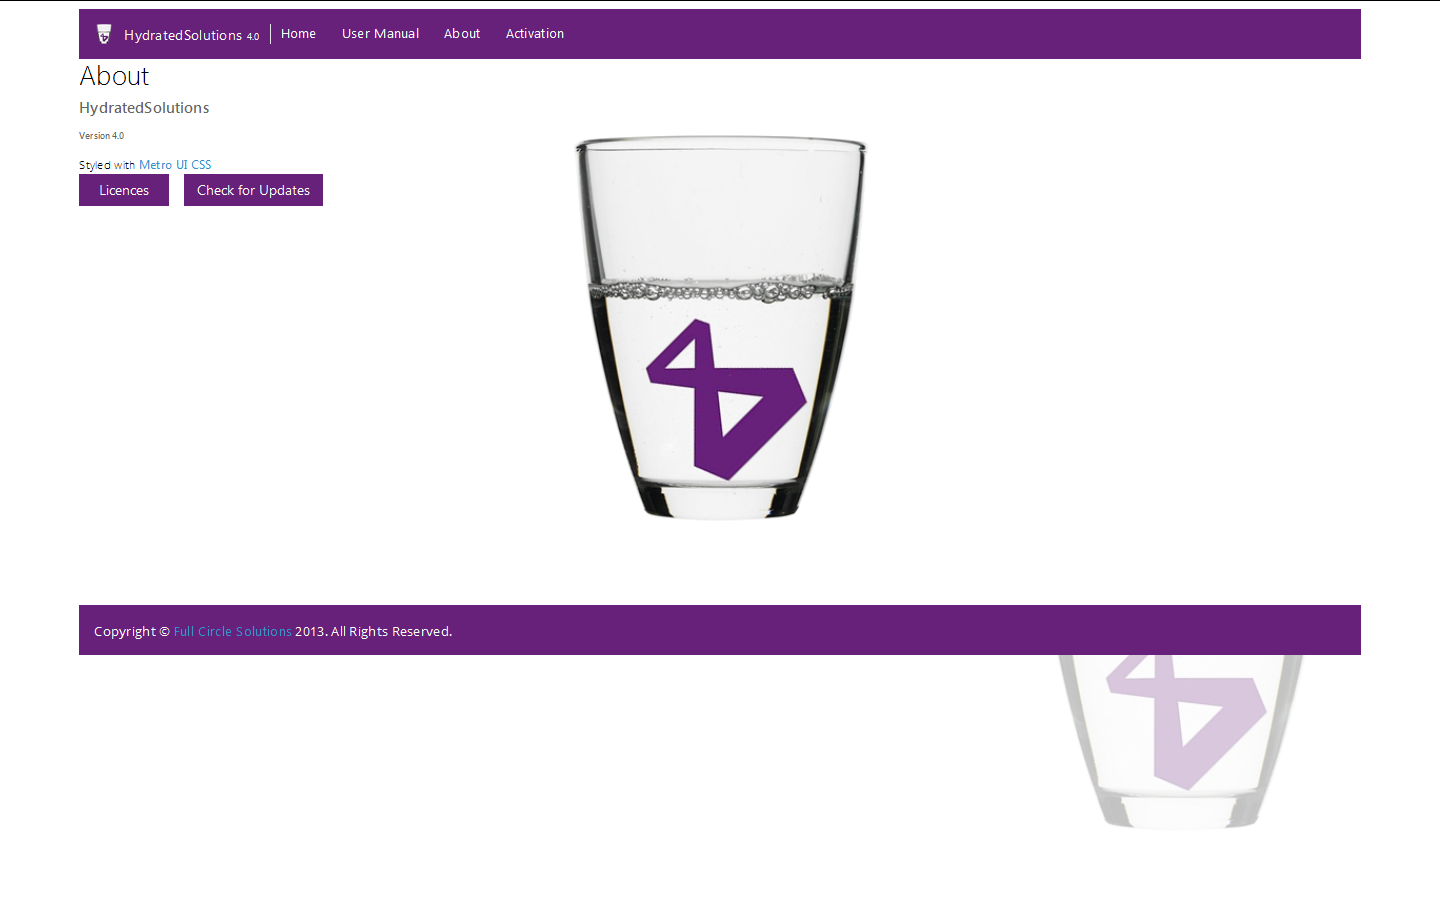 HydratedSolutions 4.0 Home User Manual About Activation
About
HydratedSolutions
Version 4.0
Styled with Metro UI CSS
Licences Check for Updates
Copyright © Full Circle Solutions 2013. All Rights Reserved.